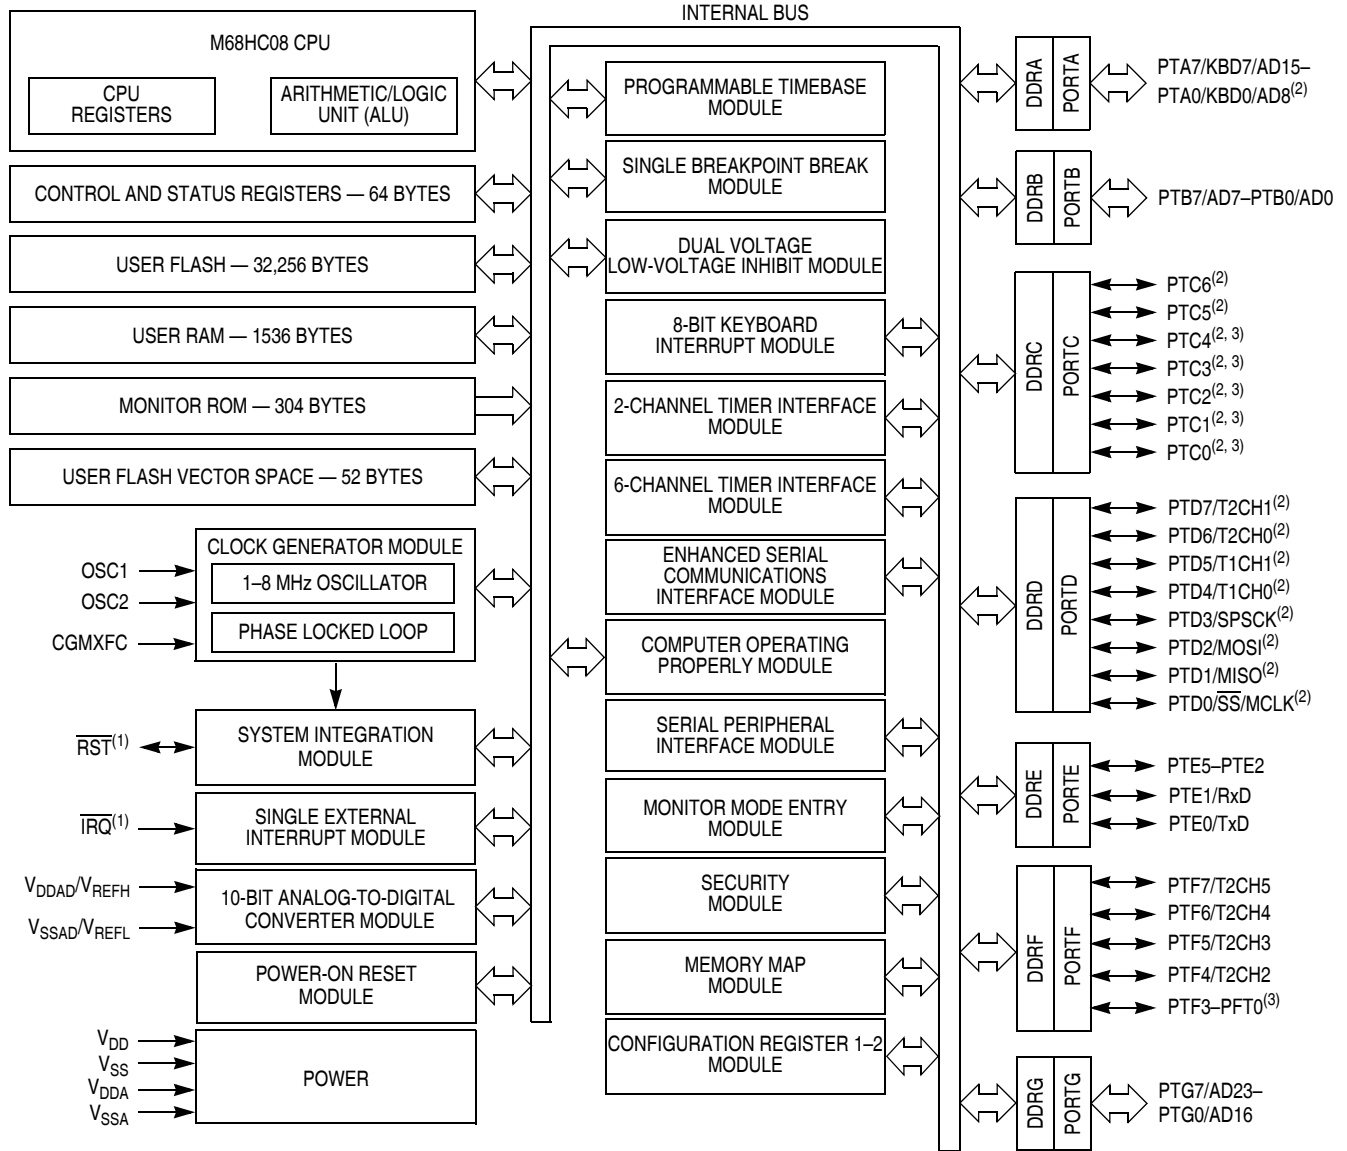 INTERNAL BUS
M68HC08 CPU
CPU
REGISTERS
ARITHMETIC/LOGIC
UNIT (ALU)
CONTROL AND STATUS REGISTERS — 64 BYTES
USER FLASH — 32,256 BYTES
USER RAM — 1536 BYTES
MONITOR ROM — 304 BYTES
USER FLASH VECTOR SPACE — 52 BYTES
CLOCK GENERATOR MODULE
1–8 MHz OSCILLATOR
PHASE LOCKED LOOP
OSC1
OSC2
CGMXFC
SYSTEM INTEGRATION
MODULE
RST(1)
SINGLE EXTERNAL
INTERRUPT MODULE
IRQ(1)
10-BIT ANALOG-TO-DIGITAL
CONVERTER MODULE
VDDAD/VREFH
VSSAD/VREFL
POWER-ON RESET
MODULE
POWER
VDD
VSS
VDDA
VSSA
PROGRAMMABLE TIMEBASE
MODULE
SINGLE BREAKPOINT BREAK
MODULE
DUAL VOLTAGE
LOW-VOLTAGE INHIBIT MODULE
8-BIT KEYBOARD
INTERRUPT MODULE
2-CHANNEL TIMER INTERFACE
MODULE
6-CHANNEL TIMER INTERFACE
MODULE
ENHANCED SERIAL
COMMUNICATIONS
INTERFACE MODULE
COMPUTER OPERATING
PROPERLY MODULE
SERIAL PERIPHERAL
INTERFACE MODULE
MONITOR MODE ENTRY
MODULE
SECURITY
MODULE
MEMORY MAP
MODULE
CONFIGURATION REGISTER 1–2
MODULE
DDRA
PORTA
PTA7/KBD7/AD15–
PTA0/KBD0/AD8(2)
DDRB
PORTB
PTB7/AD7–PTB0/AD0
DDRC
PORTC
PTC6(2)
PTC5(2)
PTC4(2, 3)
PTC3(2, 3)
PTC2(2, 3)
PTC1(2, 3)
PTC0(2, 3)
DDRD
PORTD
PTD7/T2CH1(2)
PTD6/T2CH0(2)
PTD5/T1CH1(2)
PTD4/T1CH0(2)
PTD3/SPSCK(2)
PTD2/MOSI(2)
PTD1/MISO(2)
PTD0/SS/MCLK(2)
DDRE
PORTE
PTE5–PTE2
PTE1/RxD
PTE0/TxD
DDRF
PORTF
PTF7/T2CH5
PTF6/T2CH4
PTF5/T2CH3
PTF4/T2CH2
PTF3–PFT0(3)
DDRG
PORTG
PTG7/AD23–
PTG0/AD16